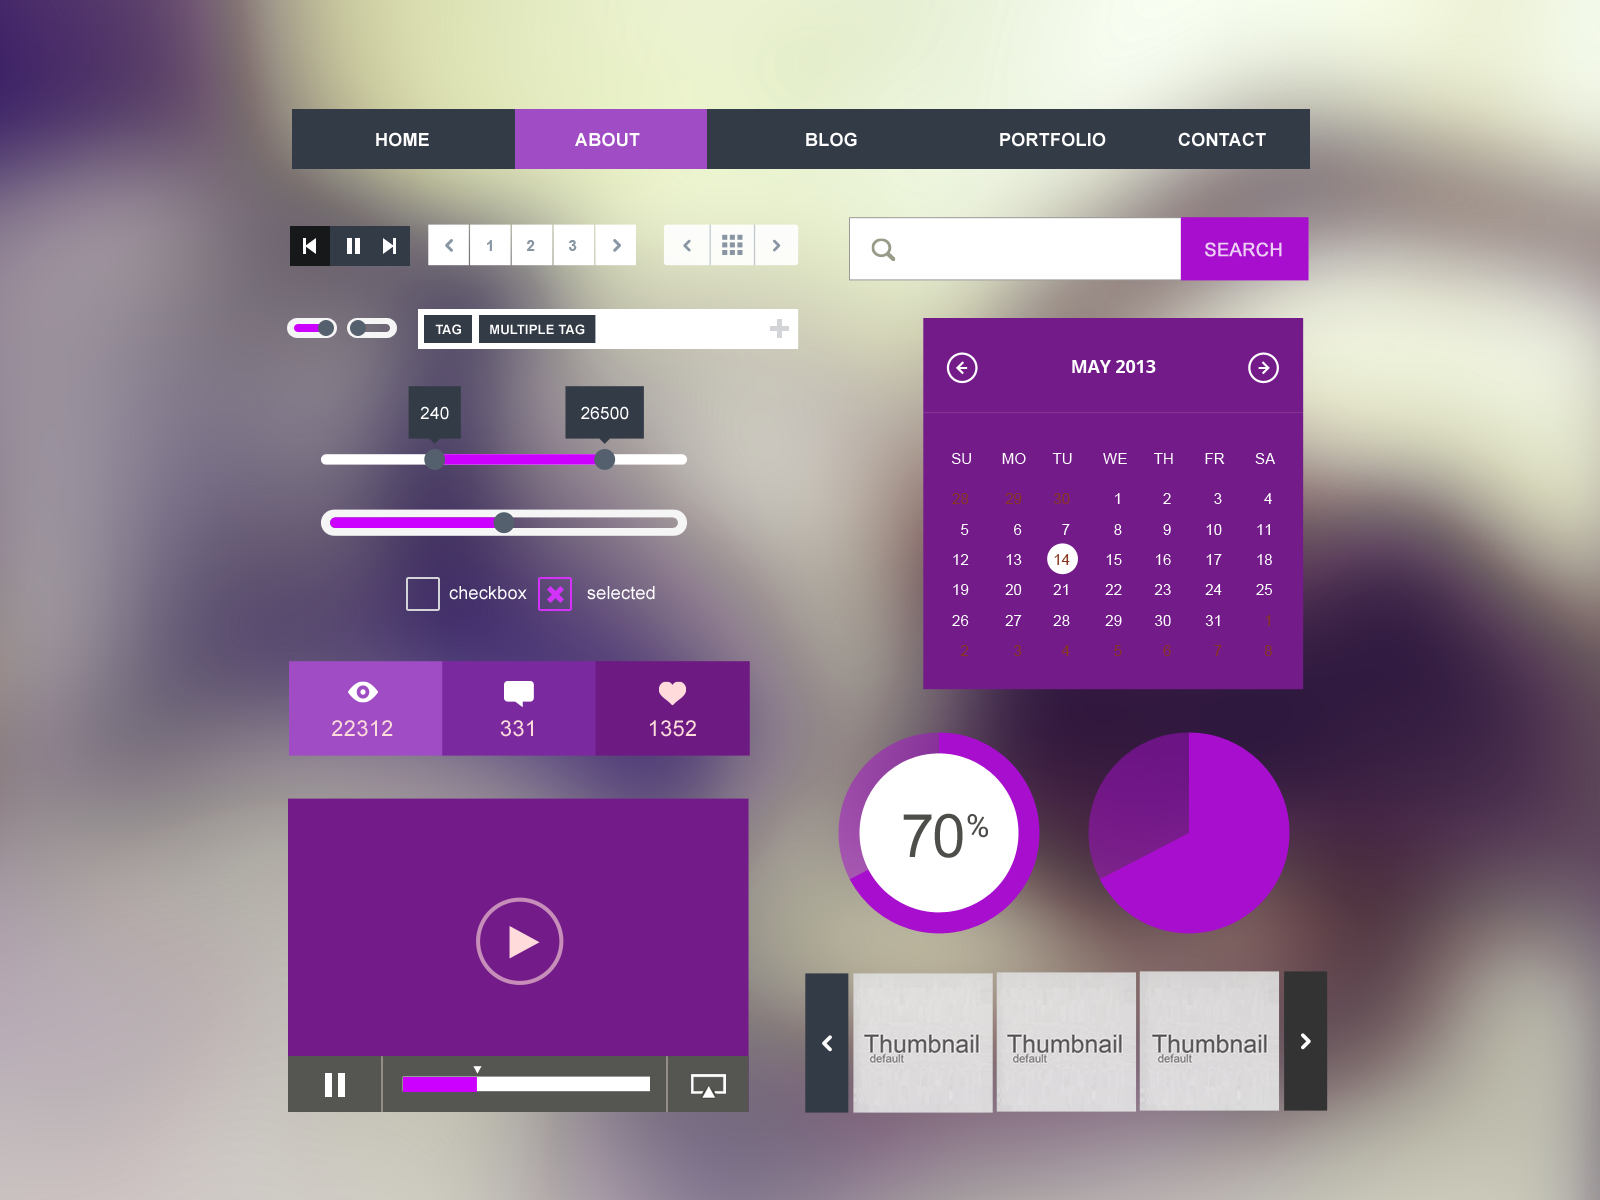 HOME ABOUT BLOG PORTFOLIO CONTACT
1 2 3
SEARCH
TAG MULTIPLE TAG
240 26500
checkbox selected
22312 331 1352
MAY 2013
SU MO TU WE TH FR SA
28 29 30 1 2 3 4
5 6 7 8 9 10 11
12 13 14 15 16 17 18
19 20 21 22 23 24 25
26 27 28 29 30 31 1
2 3 4 5 6 7 8
70%
Thumbnail Thumbnail Thumbnail
default default default